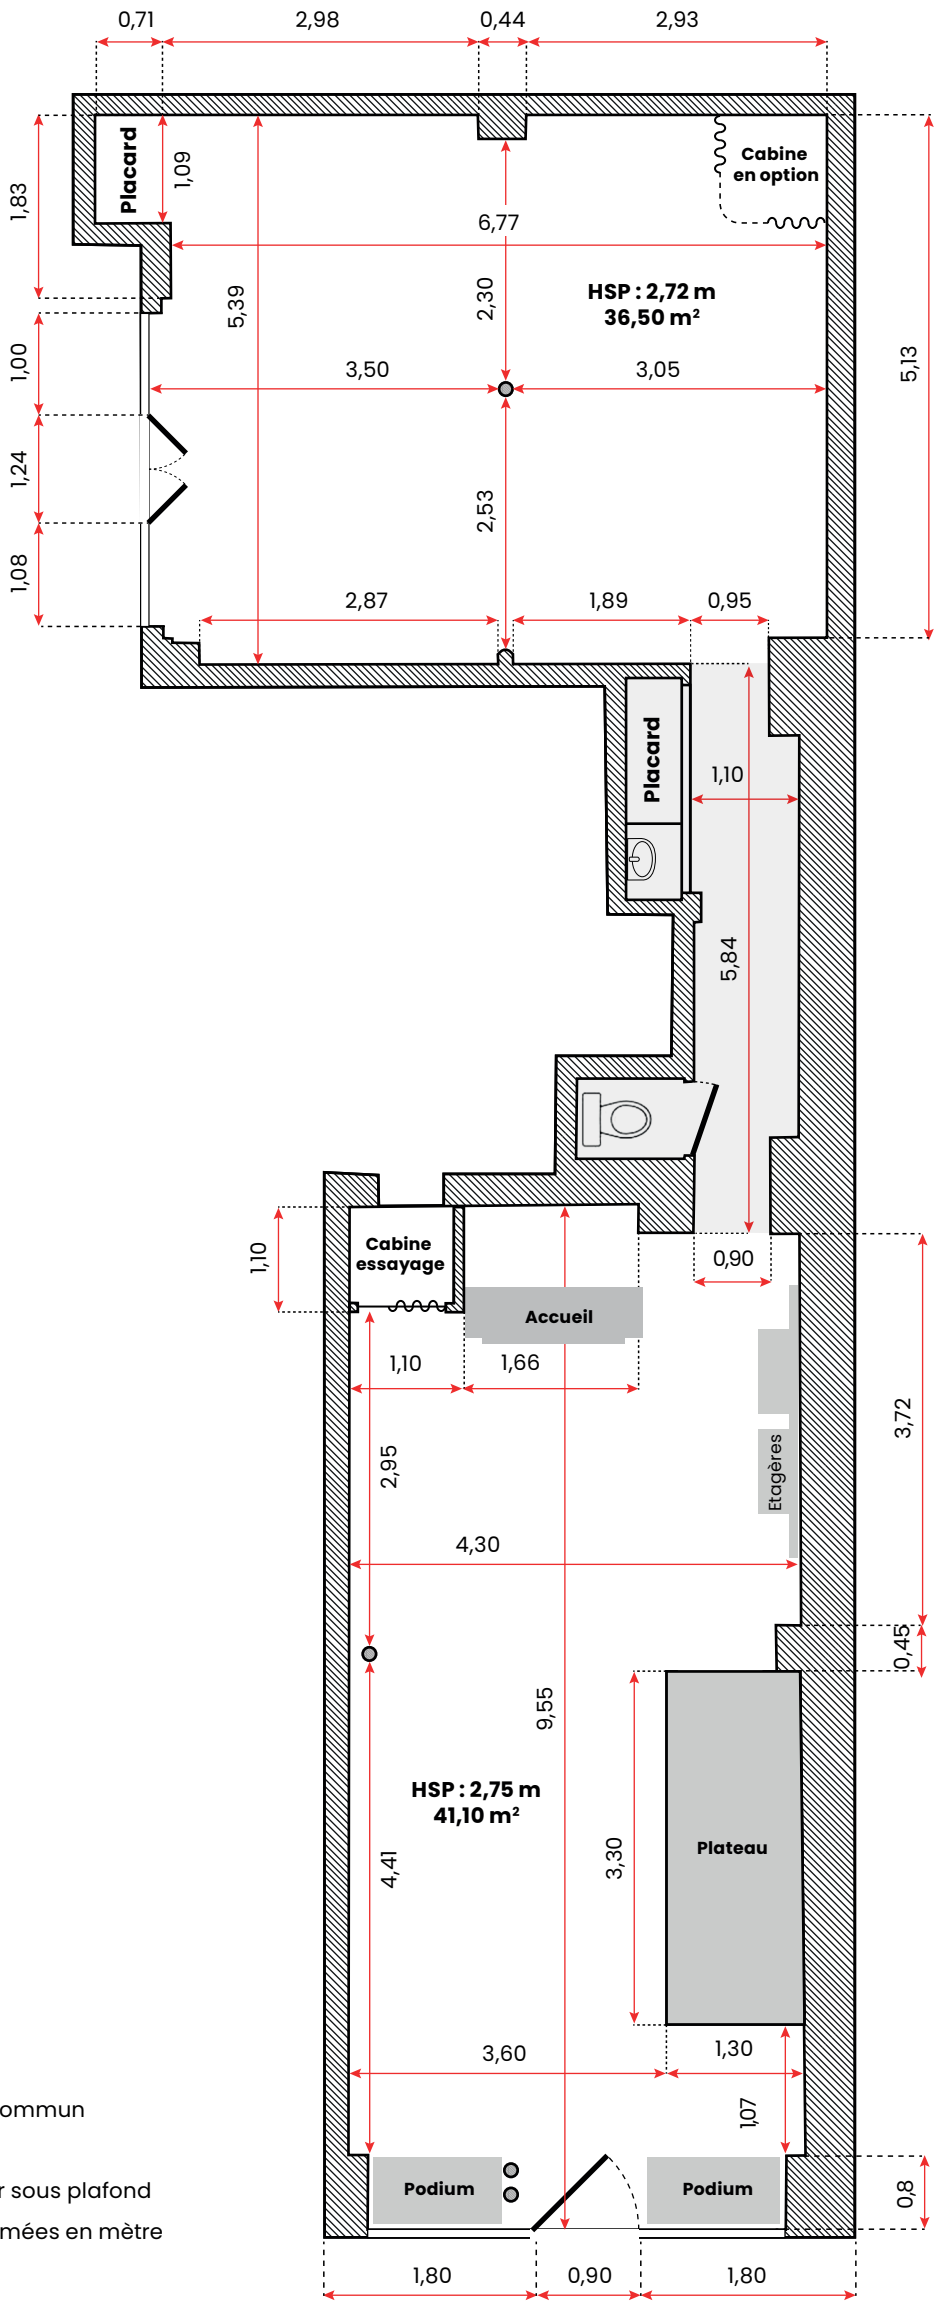 0,71
2,98
0,44
2,93
Placard
1,09
1,83
Cabine
en option
6,77
5,39
2,30
HSP : 2,72 m
36,50 m²
5,13
1,00
3,50
3,05
1,24
2,53
1,08
2,87
1,89
0,95
Placard
1,10
5,84
1,10
Cabine
essayage
0,90
Accueil
1,10
1,66
3,72
2,95
Etagères
4,30
0,45
9,55
HSP : 2,75 m
41,10 m²
3,30
Plateau
4,41
3,60
1,30
1,07
ommun
r sous plafond
mées en mètre
Podium
Podium
0,8
1,80
0,90
1,80